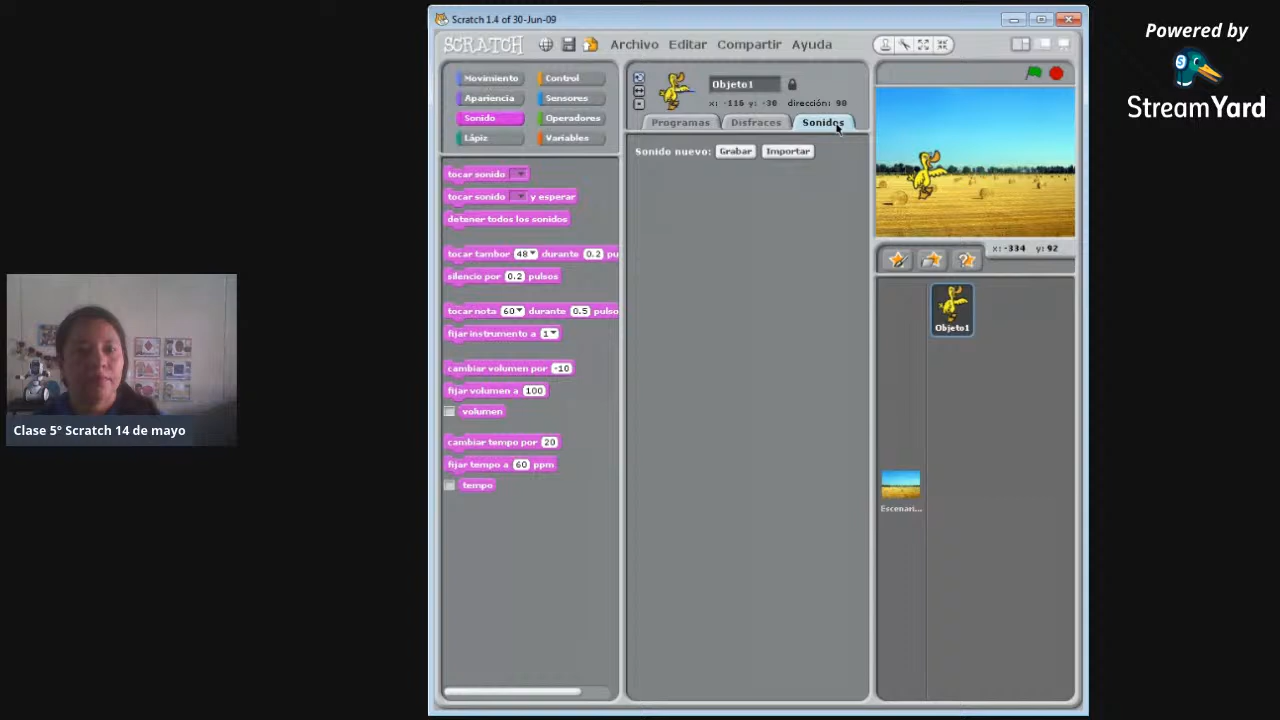 Scratch 1.4 of 30-Jun-09
Powered by
StreamYard
SCRATCH Archivo Editar Compartir Ayuda
Movimiento Control
Apariencia Sensores
Sonido Operadores
Lápiz Variables
Objeto1
x: -116 y: -30 dirección: 90
Programas Disfraces Sonidos
Sonido nuevo: Grabar Importar
tocar sonido
tocar sonido y esperar
detener todos los sonidos
tocar tambor 48 durante 0.2 pu
silencio por 0.2 pulsos
tocar nota 60 durante 0.5 pulso
fijar instrumento a 1
cambiar volumen por -10
fijar volumen a 100
volumen
cambiar tempo por 20
fijar tempo a 60 ppm
tempo
x: -334 y: 92
Objeto1
Escenari...
Clase 5° Scratch 14 de mayo